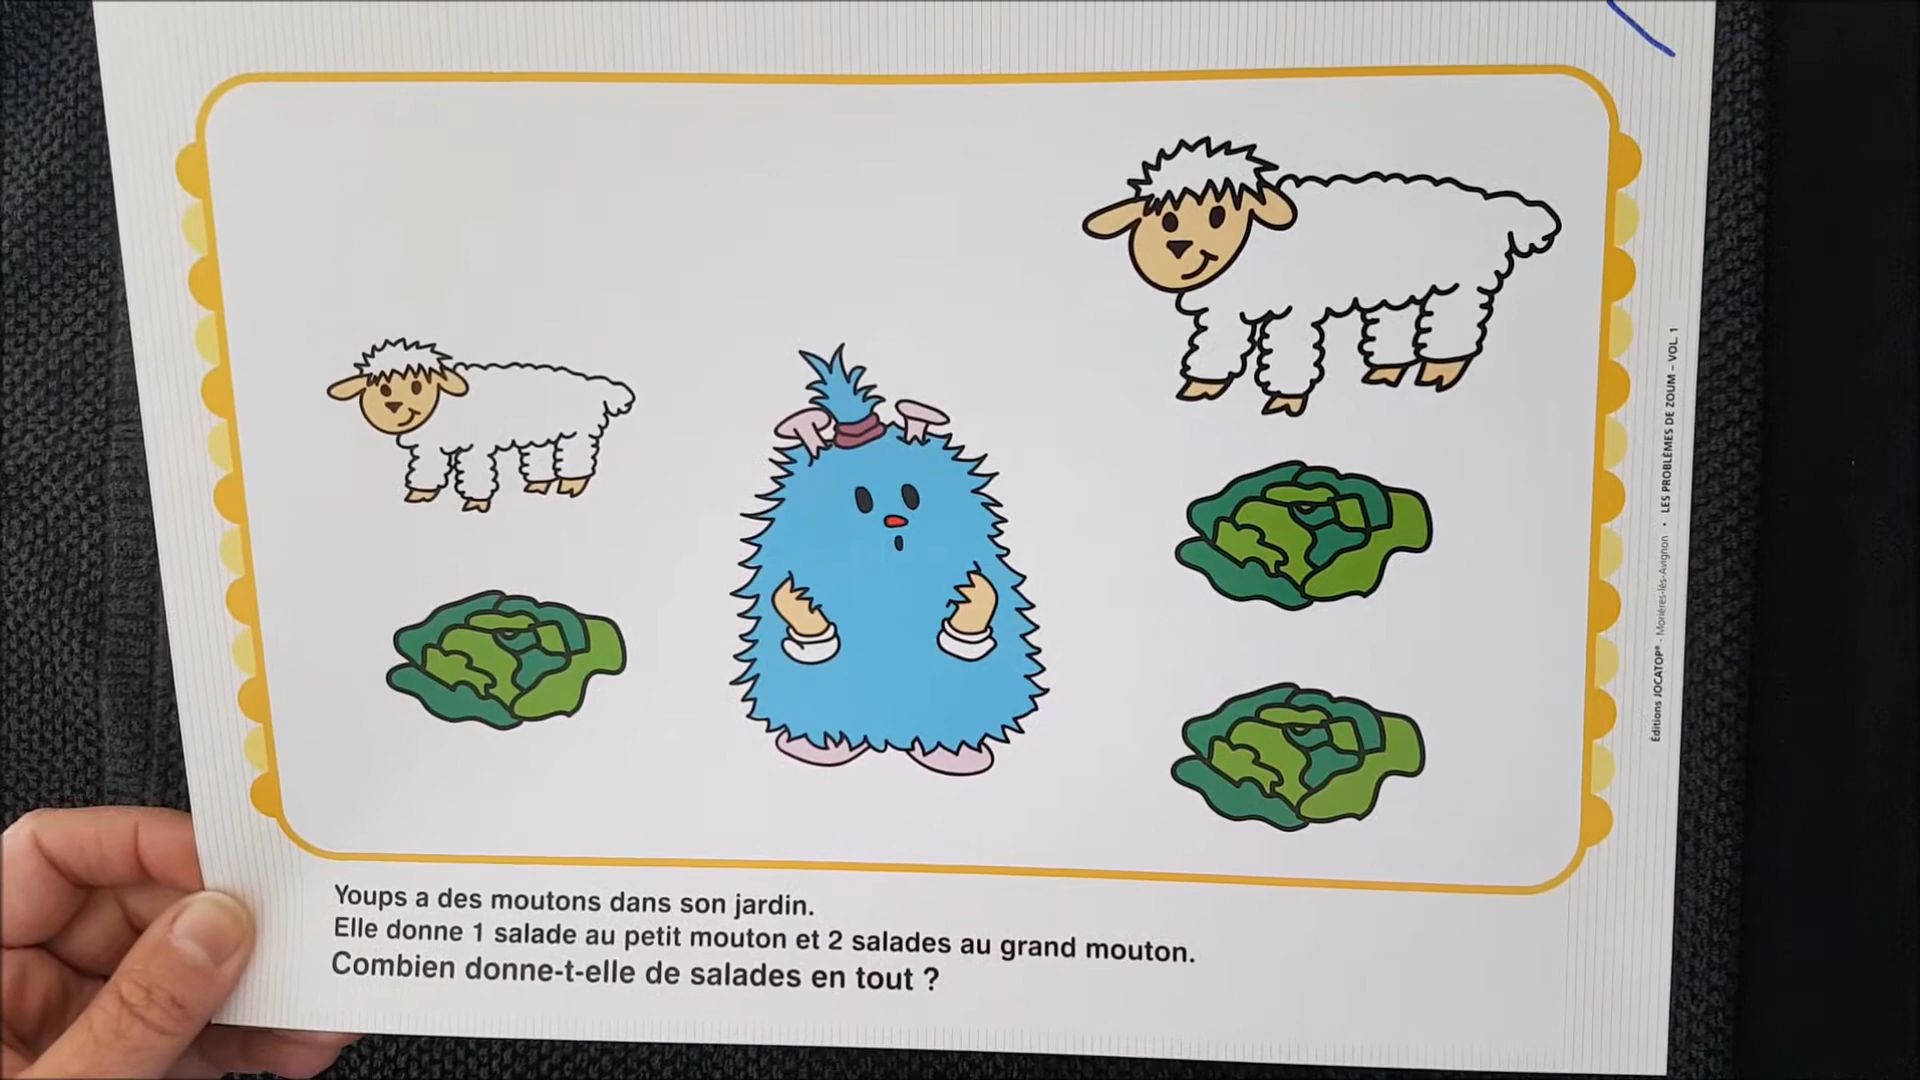 Youps a des moutons dans son jardin.
Elle donne 1 salade au petit mouton et 2 salades au grand mouton.
Combien donne-t-elle de salades en tout ?
Éditions JOCATOP® - Morières-lès-Avignon • LES PROBLÈMES DE ZOUM – VOL. 1